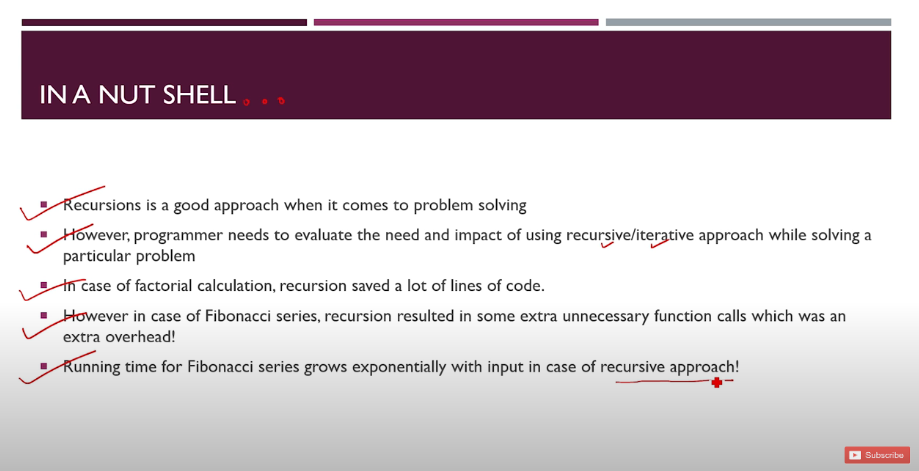 IN A NUT SHELL...
Recursions is a good approach when it comes to problem solving
However, programmer needs to evaluate the need and impact of using recursive/iterative approach while solving a
particular problem
In case of factorial calculation, recursion saved a lot of lines of code.
However in case of Fibonacci series, recursion resulted in some extra unnecessary function calls which was an
extra overhead!
Running time for Fibonacci series grows exponentially with input in case of recursive approach!
Subscribe